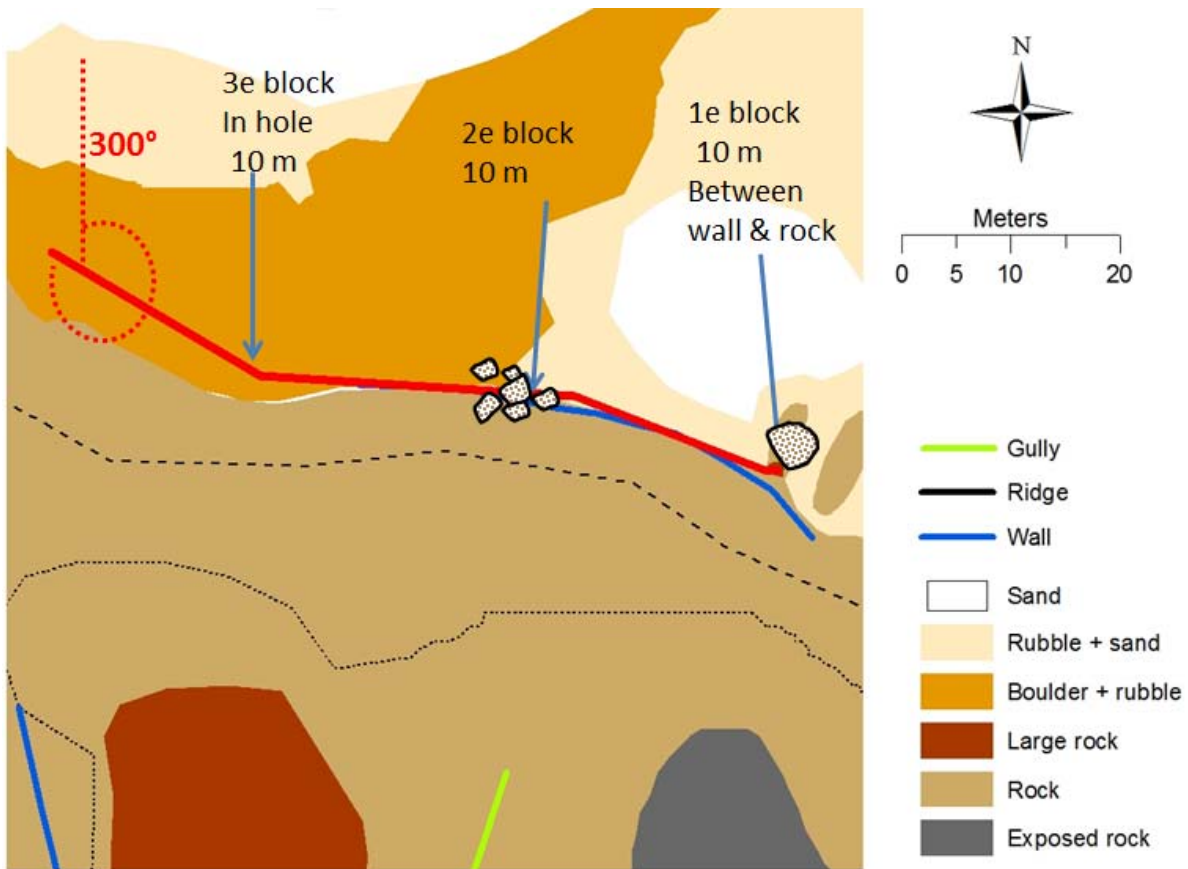 300°
3e block
In hole
10 m
2e block
10 m
1e block
10 m
Between
wall & rock
N
Meters
0 5 10 20
Gully
Ridge
Wall
Sand
Rubble + sand
Boulder + rubble
Large rock
Rock
Exposed rock